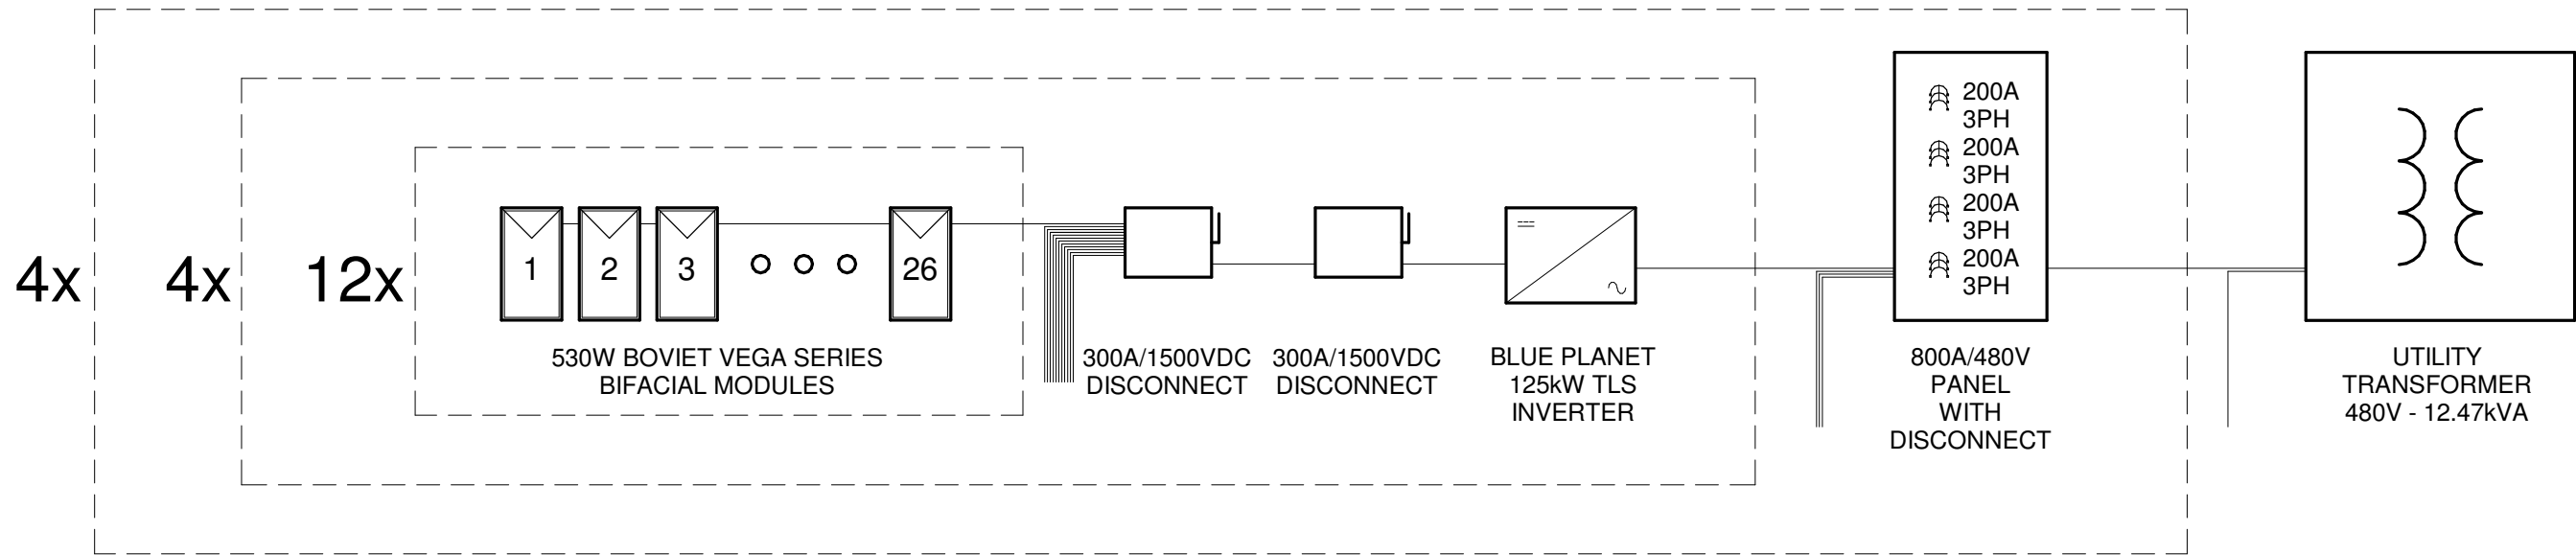 4x
4x
12x
1
2
3
26
530W BOVIET VEGA SERIES
BIFACIAL MODULES
300A/1500VDC
DISCONNECT
300A/1500VDC
DISCONNECT
BLUE PLANET
125kW TLS
INVERTER
200A
3PH
200A
3PH
200A
3PH
200A
3PH
800A/480V
PANEL
WITH
DISCONNECT
UTILITY
TRANSFORMER
480V - 12.47kVA